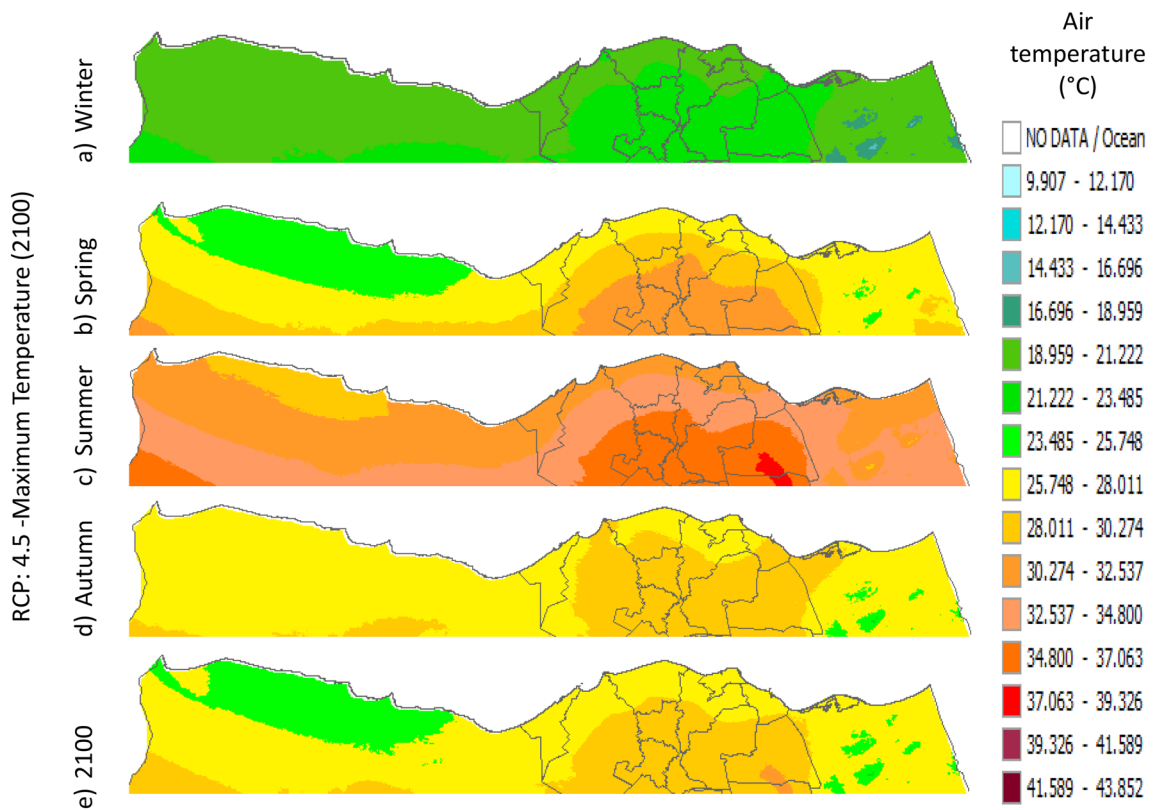 RCP: 4.5 -Maximum Temperature (2100)
a) Winter
b) Spring
c) Summer
d) Autumn
e) 2100
Air
temperature
(°C)
NO DATA / Ocean
9.907 - 12.170
12.170 - 14.433
14.433 - 16.696
16.696 - 18.959
18.959 - 21.222
21.222 - 23.485
23.485 - 25.748
25.748 - 28.011
28.011 - 30.274
30.274 - 32.537
32.537 - 34.800
34.800 - 37.063
37.063 - 39.326
39.326 - 41.589
41.589 - 43.852